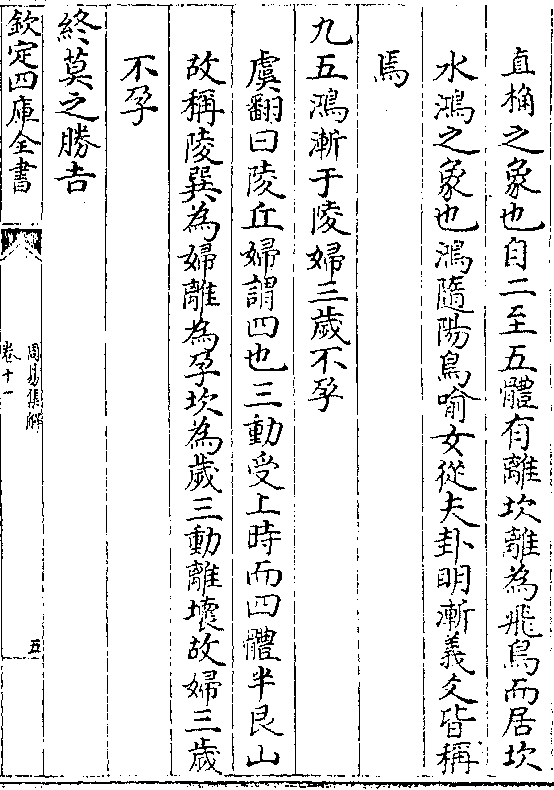 直桷之象也自二至五體有離坎離為飛鳥而居坎
水鴻之象也鴻隨陽鳥喻女從夫卦明漸義爻皆稱
焉
九五鴻漸于陵婦三歲不孕
虞翻曰陵丘婦謂四也三動受上時而四體半艮山
故稱陵巽為婦離為孕坎為歲三動離壞故婦三歲
不孕
終莫之勝吉
欽定四庫全書
周易集解
卷十一
五